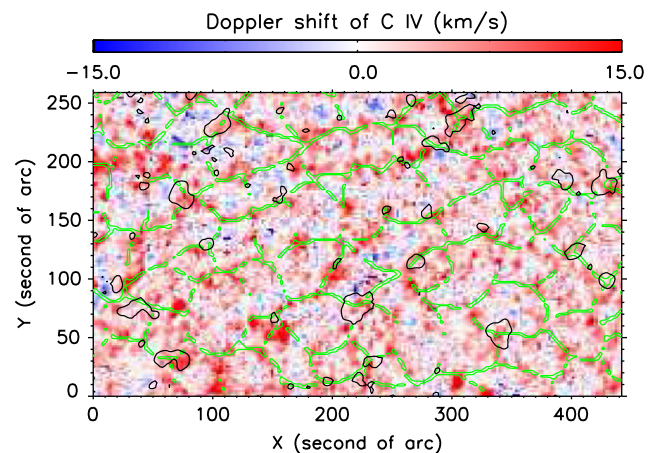 Doppler shift of C IV (km/s)
−15.0 0.0 15.0
250
200
150
100
50
0
Y (second of arc)
0 100 200 300 400
X (second of arc)